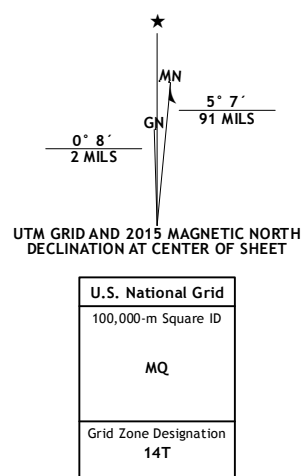 MN
5° 7´
91 MILS
GN
0° 8´
2 MILS
UTM GRID AND 2015 MAGNETIC NORTH
DECLINATION AT CENTER OF SHEET
U.S. National Grid
100,000-m Square ID
MQ
Grid Zone Designation
14T